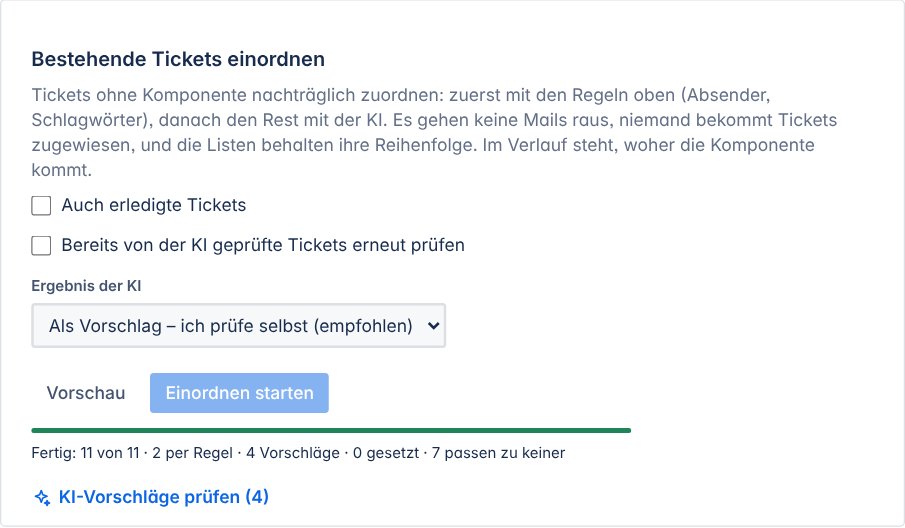 Bestehende Tickets einordnen
Tickets ohne Komponente nachträglich zuordnen: zuerst mit den Regeln oben (Absender,
Schlagwörter), danach den Rest mit der KI. Es gehen keine Mails raus, niemand bekommt Tickets
zugewiesen, und die Listen behalten ihre Reihenfolge. Im Verlauf steht, woher die Komponente
kommt.
Auch erledigte Tickets
Bereits von der KI geprüfte Tickets erneut prüfen
Ergebnis der KI
Als Vorschlag – ich prüfe selbst (empfohlen)
Vorschau
Einordnen starten
Fertig: 11 von 11 · 2 per Regel · 4 Vorschläge · 0 gesetzt · 7 passen zu keiner
KI-Vorschläge prüfen (4)